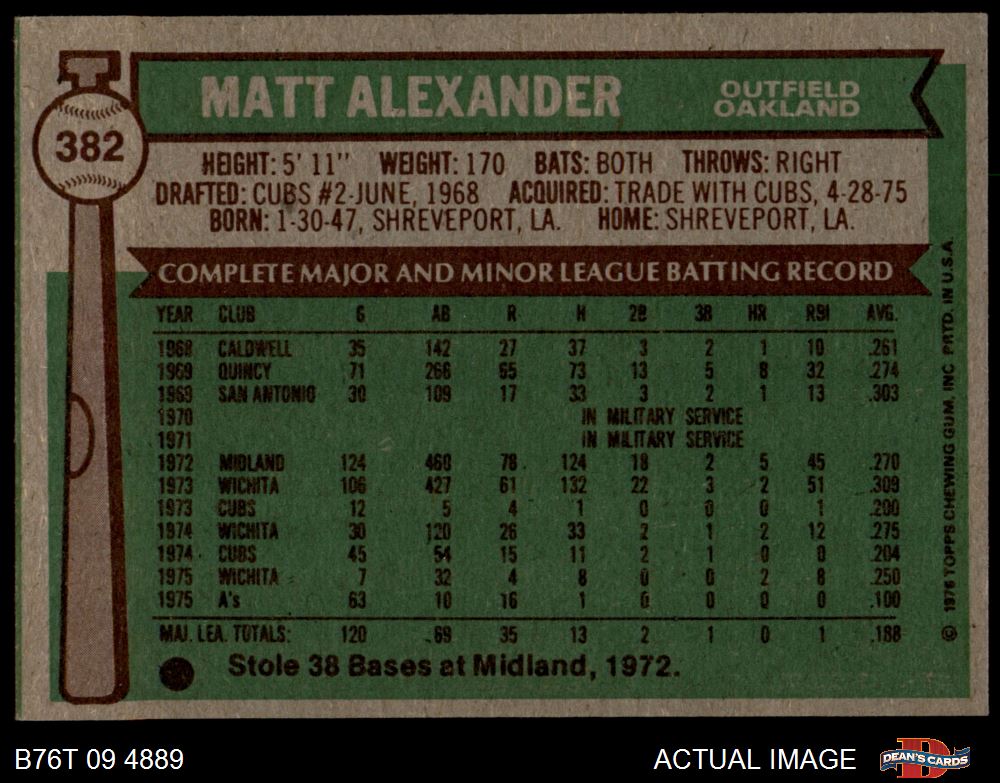 382
MATT ALEXANDER
OUTFIELD
OAKLAND
HEIGHT: 5' 11" WEIGHT: 170 BATS: BOTH THROWS: RIGHT
DRAFTED: CUBS #2-JUNE, 1968 ACQUIRED: TRADE WITH CUBS, 4-28-75
BORN: 1-30-47, SHREVEPORT, LA. HOME: SHREVEPORT, LA.
COMPLETE MAJOR AND MINOR LEAGUE BATTING RECORD
YEAR CLUB G AB R H 2B 3B HR RBI AVG.
1968 CALDWELL 35 142 27 37 3 2 1 10 .261
1969 QUINCY 71 266 65 73 13 5 8 32 .274
1969 SAN ANTONIO 30 109 17 33 3 2 1 13 .303
1970 IN MILITARY SERVICE
1971 IN MILITARY SERVICE
1972 MIDLAND 124 460 78 124 18 2 5 45 .270
1973 WICHITA 106 427 61 132 22 3 2 51 .309
1973 CUBS 12 5 4 1 0 0 0 1 .200
1974 WICHITA 30 120 26 33 2 1 2 12 .275
1974 CUBS 45 54 15 11 2 1 0 0 .204
1975 WICHITA 7 32 4 8 0 0 2 8 .250
1975 A's 63 10 16 1 0 0 0 0 .100
MAJ. LEA. TOTALS: 120 69 35 13 2 1 0 1 .188
Stole 38 Bases at Midland, 1972.
© 1976 TOPPS CHEWING GUM, INC PRTD. IN U.S.A.
B76T 09 4889
ACTUAL IMAGE
DEAN'S CARDS